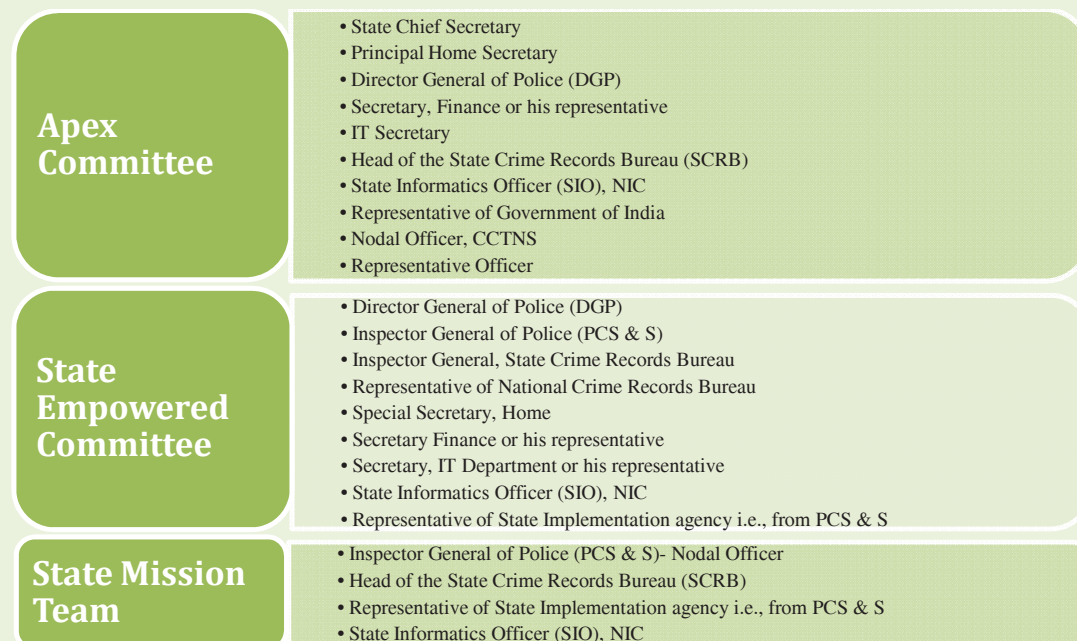 Apex
Committee
• State Chief Secretary
• Principal Home Secretary
• Director General of Police (DGP)
• Secretary, Finance or his representative
• IT Secretary
• Head of the State Crime Records Bureau (SCRB)
• State Informatics Officer (SIO), NIC
• Representative of Government of India
• Nodal Officer, CCTNS
• Representative Officer
State
Empowered
Committee
• Director General of Police (DGP)
• Inspector General of Police (PCS & S)
• Inspector General, State Crime Records Bureau
• Representative of National Crime Records Bureau
• Special Secretary, Home
• Secretary Finance or his representative
• Secretary, IT Department or his representative
• State Informatics Officer (SIO), NIC
• Representative of State Implementation agency i.e., from PCS & S
State Mission
Team
• Inspector General of Police (PCS & S)- Nodal Officer
• Head of the State Crime Records Bureau (SCRB)
• Representative of State Implementation agency i.e., from PCS & S
• State Informatics Officer (SIO), NIC